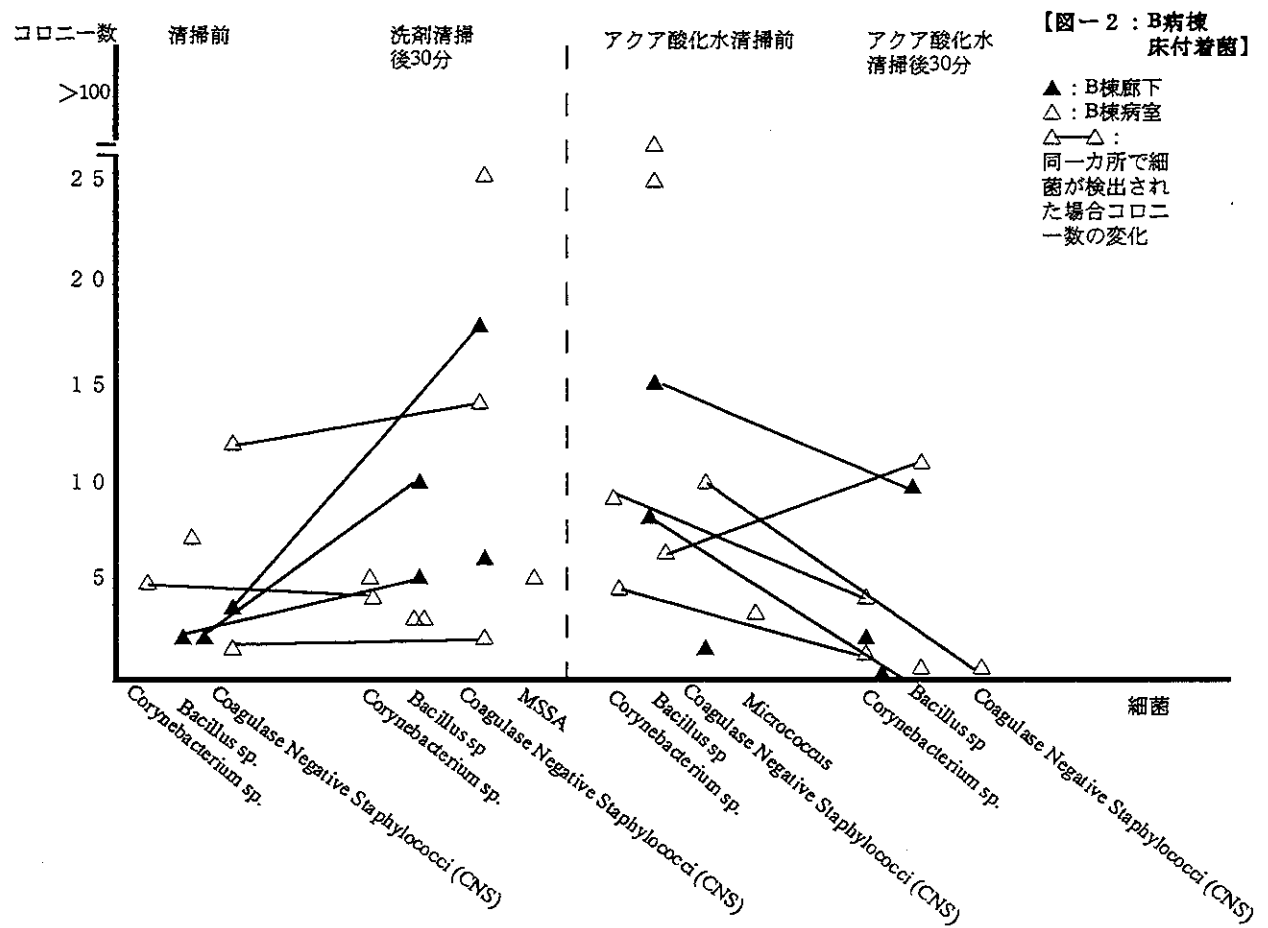 コロニー数
清掃前
洗剤清掃
後30分
アクア酸化水清掃前
アクア酸化水
清掃後30分
【図ー2：B病棟
床付着菌】
▲：B棟廊下
△：B棟病室
△―△：
同一カ所で細
菌が検出され
た場合コロニ
ー数の変化
＞100
２５
２０
１５
１０
５
Corynebacterium sp.
Bacillus sp.
Coagulase Negative Staphylococci (CNS)
Corynebacterium sp.
Bacillus sp
Coagulase Negative Staphylococci (CNS)
MSSA
Corynebacterium sp.
Bacillus sp
Coagulase Negative Staphylococci (CNS)
Micrococcus
Corynebacterium sp.
Bacillus sp
Coagulase Negative Staphylococci (CNS)
細菌